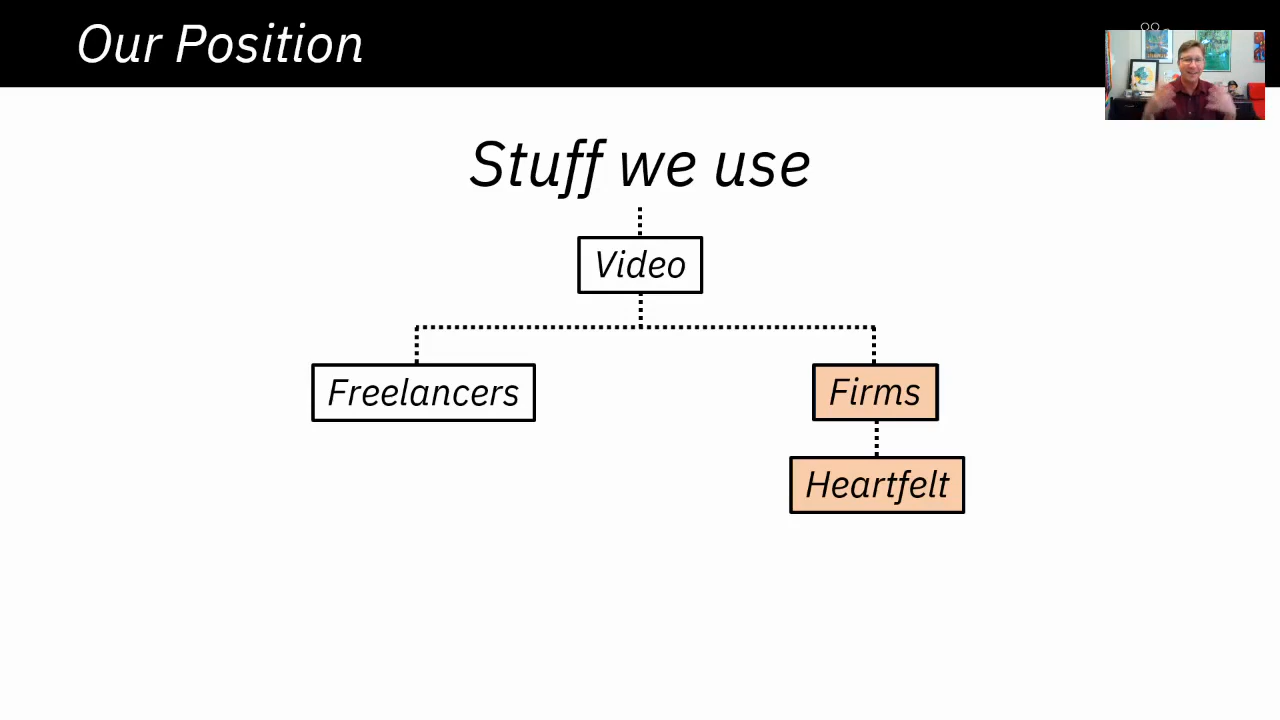 Our Position
Stuff we use
Video
Freelancers
Firms
Heartfelt